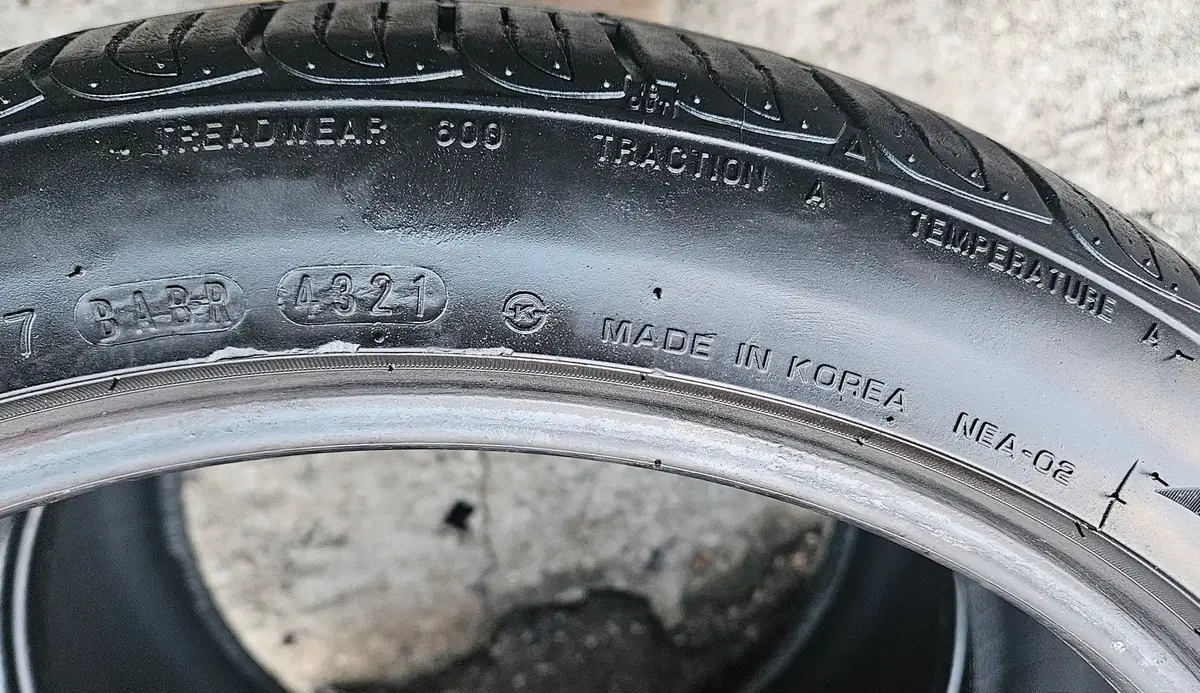 TREADWEAR 600 TRACTION A TEMPERATURE A
7 BABR 4321 K MADE IN KOREA NEA-02